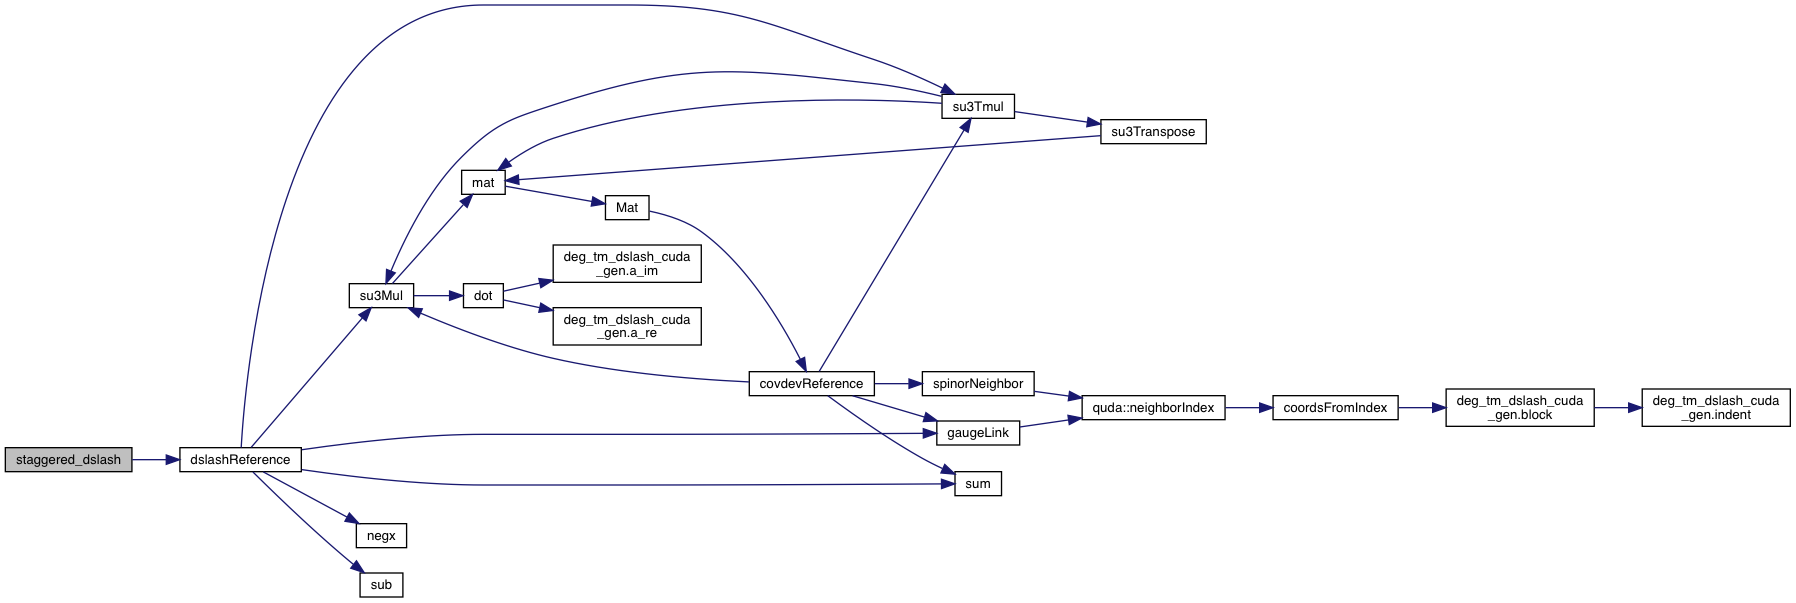 su3Tmul
su3Transpose
mat
Mat
deg_tm_dslash_cuda
_gen.a_im
su3Mul
dot
deg_tm_dslash_cuda
_gen.a_re
covdevReference
spinorNeighbor
quda::neighborIndex
coordsFromIndex
deg_tm_dslash_cuda
_gen.block
deg_tm_dslash_cuda
_gen.indent
gaugeLink
staggered_dslash
dslashReference
sum
negx
sub